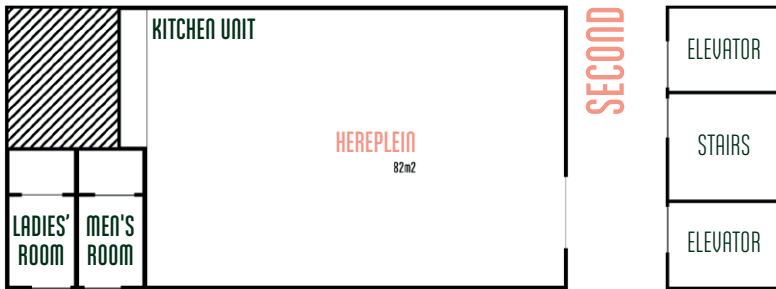 KITCHEN UNIT
SECOND
ELEVATOR
HEREPLEIN
82m2
STAIRS
LADIES'
ROOM
MEN'S
ROOM
ELEVATOR